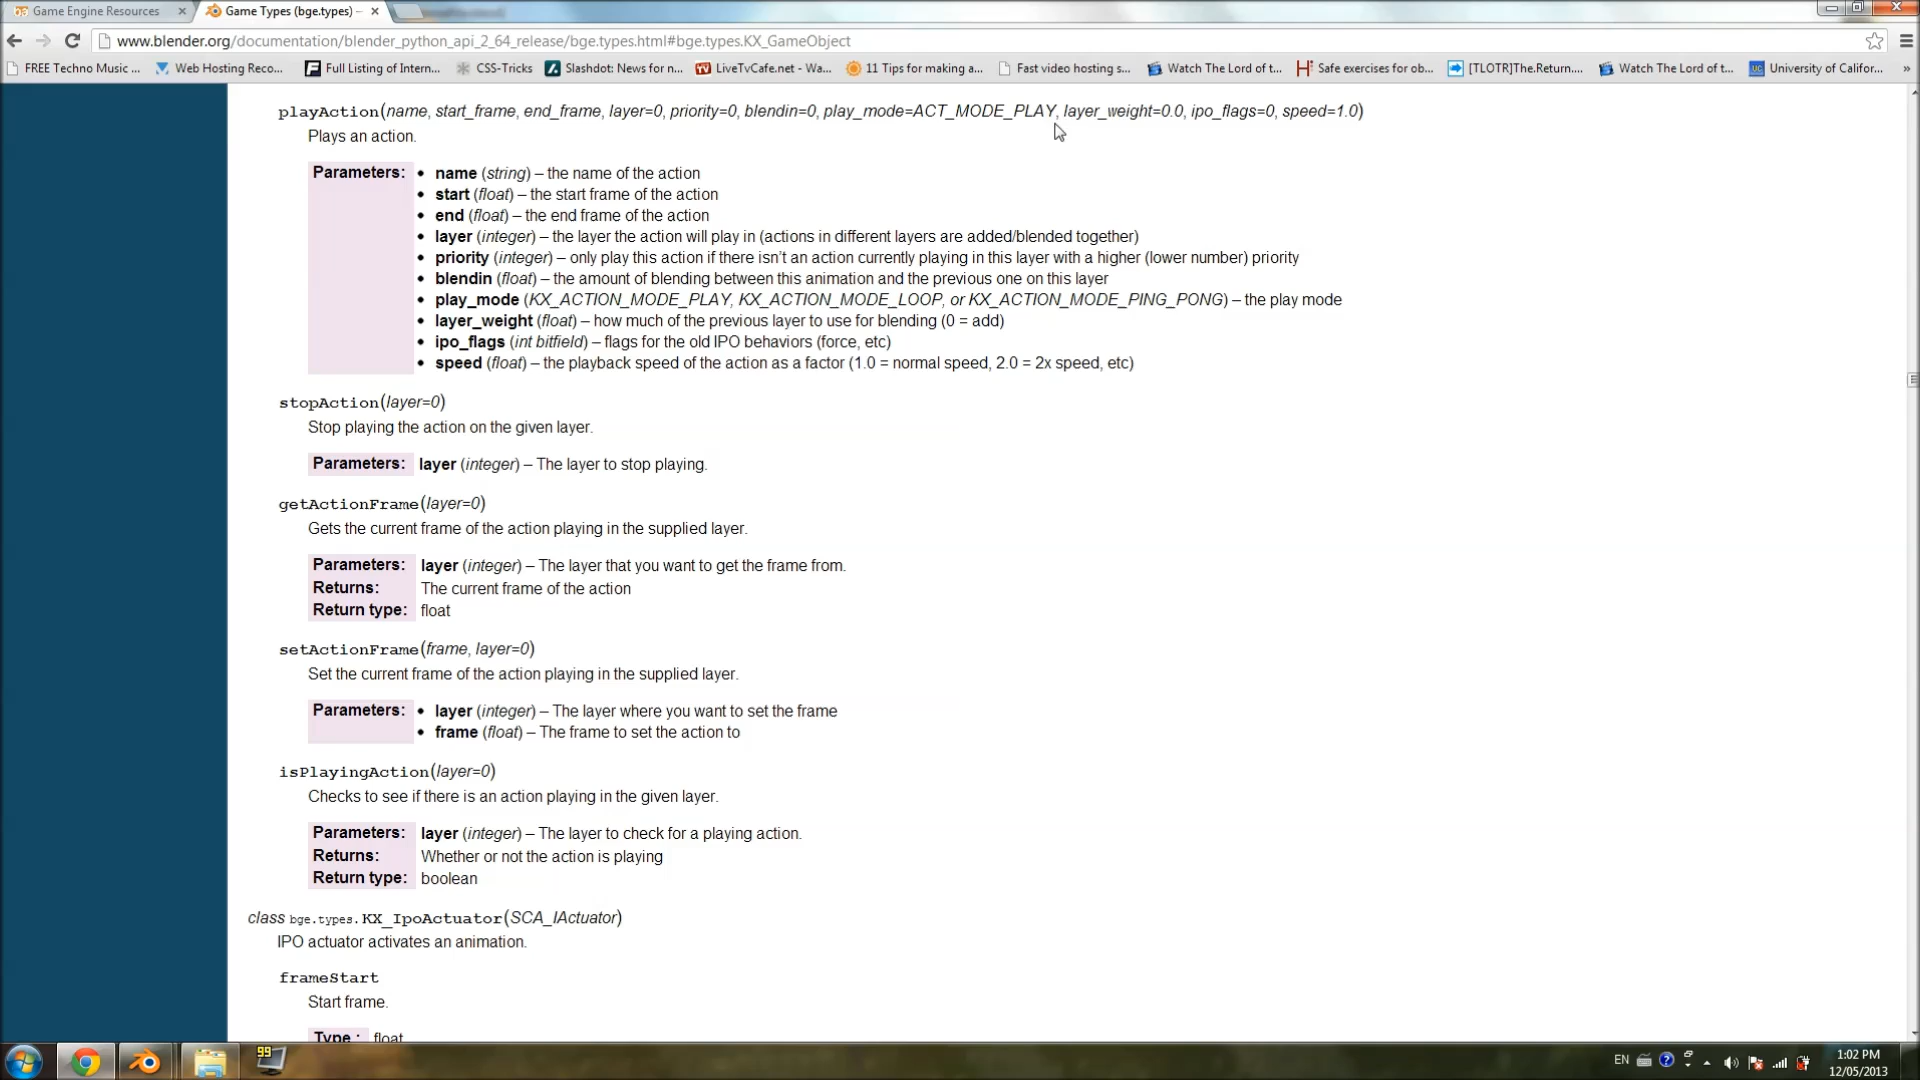 Game Engine Resources
Game Types (bge.types) –
www.blender.org/documentation/blender_python_api_2_64_release/bge.types.html#bge.types.KX_GameObject
FREE Techno Music ...
Web Hosting Reco...
Full Listing of Intern...
CSS-Tricks
Slashdot: News for n...
LiveTvCafe.net - Wa...
11 Tips for making a...
Fast video hosting s...
Watch The Lord of t...
Safe exercises for ob...
[TLOTR]The.Return....
Watch The Lord of t...
University of Califor...
»
playAction(name, start_frame, end_frame, layer=0, priority=0, blendin=0, play_mode=ACT_MODE_PLAY, layer_weight=0.0, ipo_flags=0, speed=1.0)
Plays an action.
Parameters: • name (string) – the name of the action
• start (float) – the start frame of the action
• end (float) – the end frame of the action
• layer (integer) – the layer the action will play in (actions in different layers are added/blended together)
• priority (integer) – only play this action if there isn't an action currently playing in this layer with a higher (lower number) priority
• blendin (float) – the amount of blending between this animation and the previous one on this layer
• play_mode (KX_ACTION_MODE_PLAY, KX_ACTION_MODE_LOOP, or KX_ACTION_MODE_PING_PONG) – the play mode
• layer_weight (float) – how much of the previous layer to use for blending (0 = add)
• ipo_flags (int bitfield) – flags for the old IPO behaviors (force, etc)
• speed (float) – the playback speed of the action as a factor (1.0 = normal speed, 2.0 = 2x speed, etc)
stopAction(layer=0)
Stop playing the action on the given layer.
Parameters: layer (integer) – The layer to stop playing.
getActionFrame(layer=0)
Gets the current frame of the action playing in the supplied layer.
Parameters: layer (integer) – The layer that you want to get the frame from.
Returns: The current frame of the action
Return type: float
setActionFrame(frame, layer=0)
Set the current frame of the action playing in the supplied layer.
Parameters: • layer (integer) – The layer where you want to set the frame
• frame (float) – The frame to set the action to
isPlayingAction(layer=0)
Checks to see if there is an action playing in the given layer.
Parameters: layer (integer) – The layer to check for a playing action.
Returns: Whether or not the action is playing
Return type: boolean
class bge.types.KX_IpoActuator(SCA_IActuator)
IPO actuator activates an animation.
frameStart
Start frame.
Type : float
99
EN
1:02 PM
12/05/2013